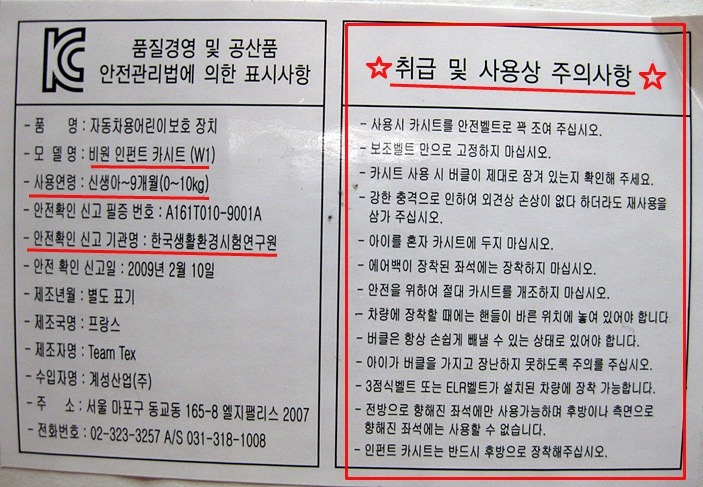 KC
품질경영 및 공산품
안전관리법에 의한 표시사항
- 품 명 : 자동차용어린이보호 장치
- 모 델 명 : 비원 인펀트 카시트 (W1)
- 사용연령 : 신생아~9개월(0~10kg)
- 안전확인 신고 필증 번호 : A161T010-9001A
- 안전확인 신고 기관명 : 한국생활환경시험연구원
- 안전 확인 신고일 : 2009년 2월 10일
- 제조년월 : 별도 표기
- 제조국명 : 프랑스
- 제조자명 : Team Tex
- 수입자명 : 계성산업(주)
- 주 소 : 서울 마포구 동교동 165-8 엘지팰리스 2007
- 전화번호 : 02-323-3257 A/S 031-318-1008
취급 및 사용상 주의사항
- 사용시 카시트를 안전벨트로 꽉 조여 주십시오.
- 보조벨트 만으로 고정하지 마십시오.
- 카시트 사용 시 버클이 제대로 잠겨 있는지 확인해 주세요.
- 강한 충격으로 인하여 외견상 손상이 없다 하더라도 재사용을
삼가 주십시오.
- 아이를 혼자 카시트에 두지 마십시오.
- 에어백이 장착된 좌석에는 장착하지 마십시오.
- 안전을 위하여 절대 카시트를 개조하지 마십시오.
- 차량에 장착할 때에는 핸들이 바른 위치에 놓여 있어야 합니다
- 버클은 항상 손쉽게 빼낼 수 있는 상태로 있어야 합니다.
- 아이가 버클을 가지고 장난하지 못하도록 주의를 주십시오.
- 3점식벨트 또는 ELR벨트가 설치된 차량에 장착 가능합니다.
- 전방으로 향해진 좌석에만 사용가능하며 후방이나 측면으로
향해진 좌석에는 사용할 수 없습니다.
- 인펀트 카시트는 반드시 후방으로 장착해주십시오.